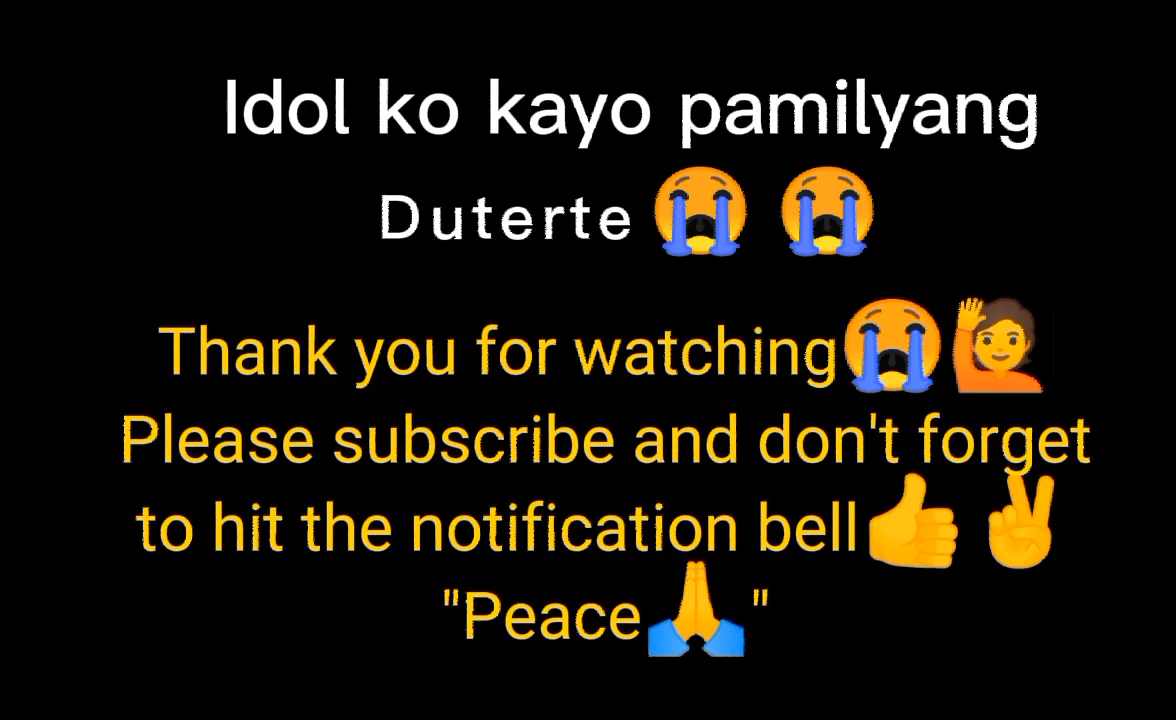 Idol ko kayo pamilyang
Duterte😭 😭
Thank you for watching😭🙋
Please subscribe and don't forget
to hit the notification bell👍 ✌
"Peace🙏"